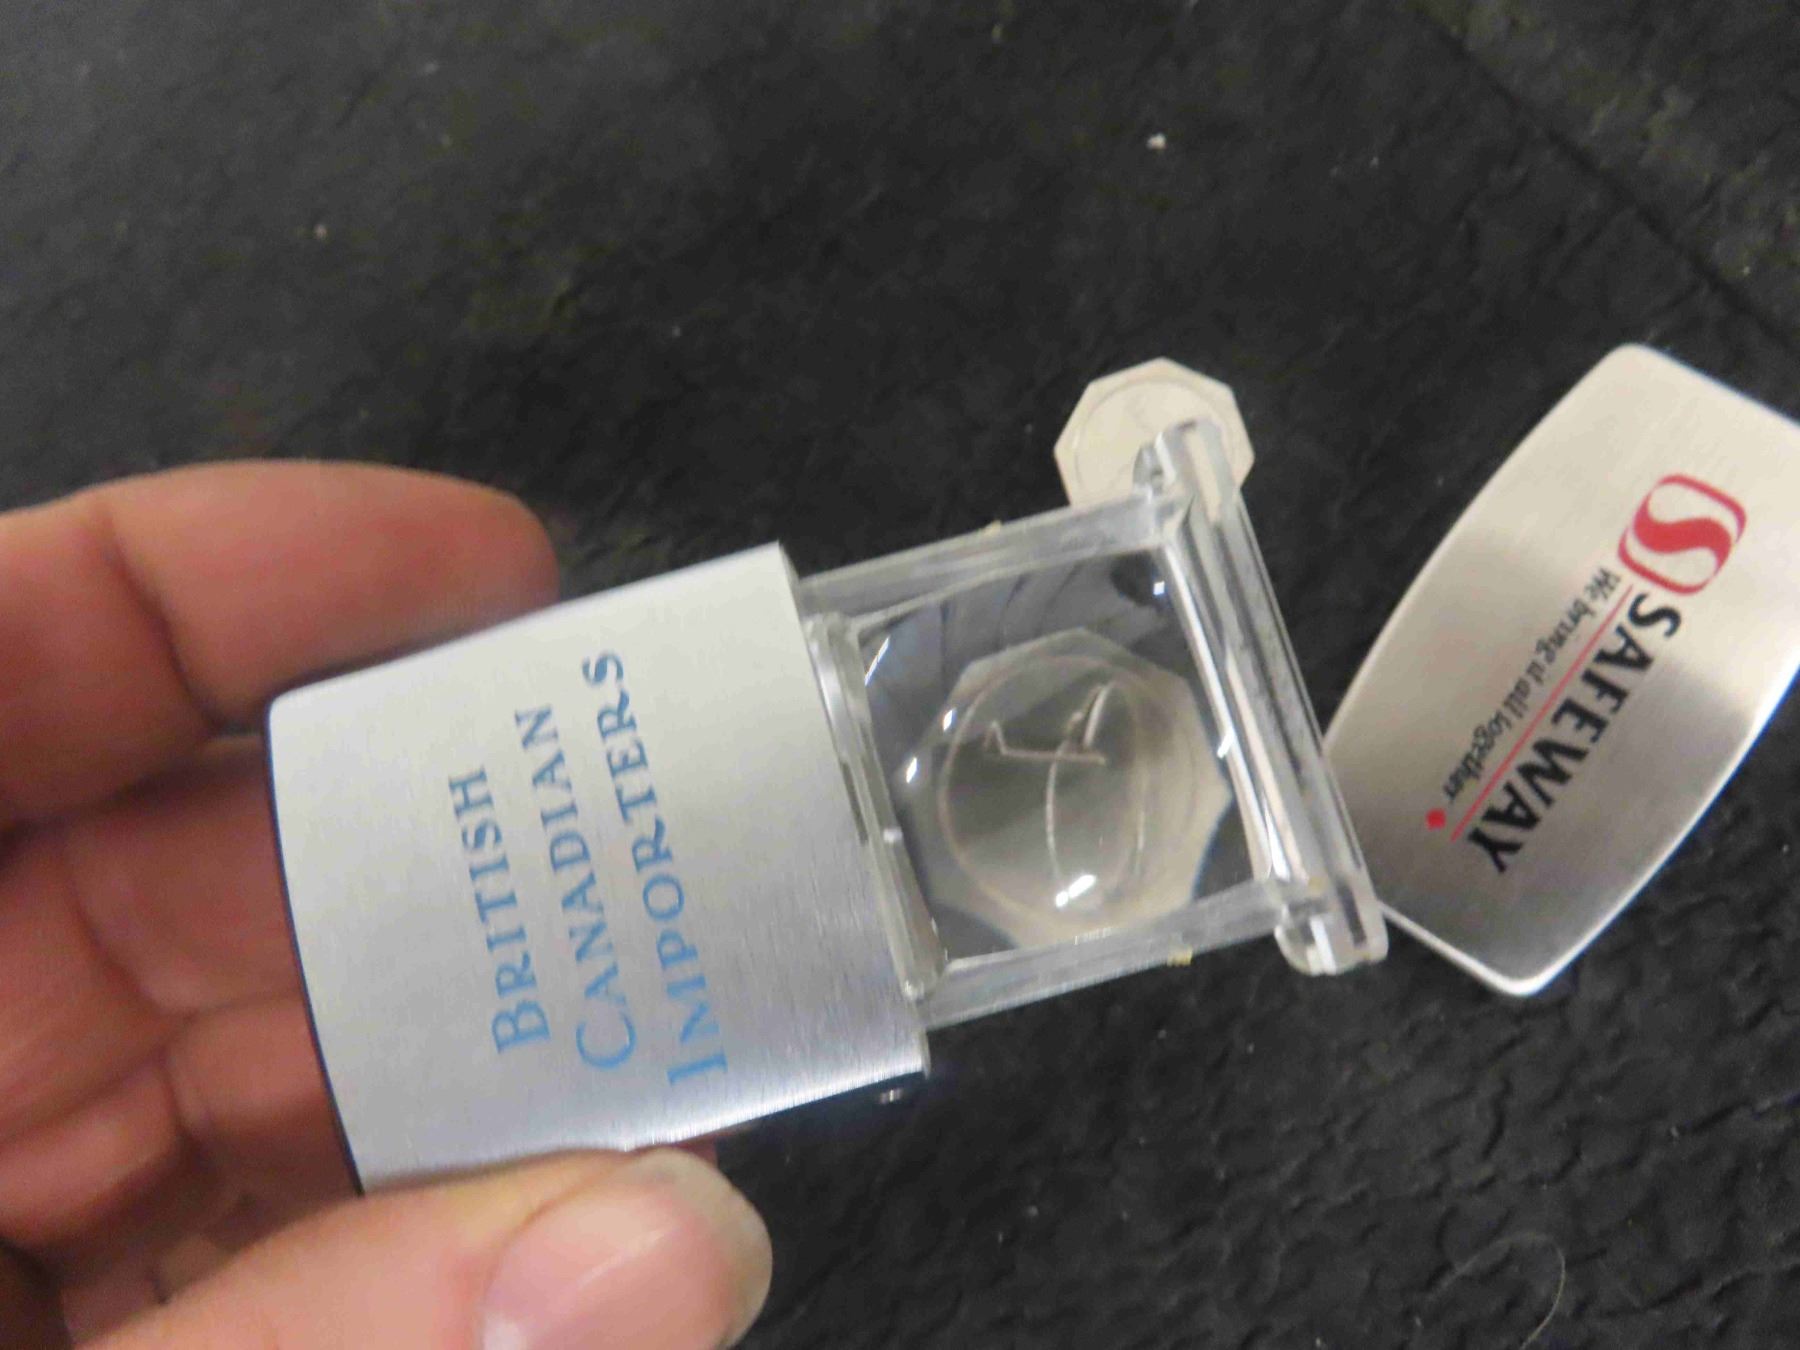 BRITISH
CANADIAN
IMPORTERS
SAFEWAY
We bring it all together